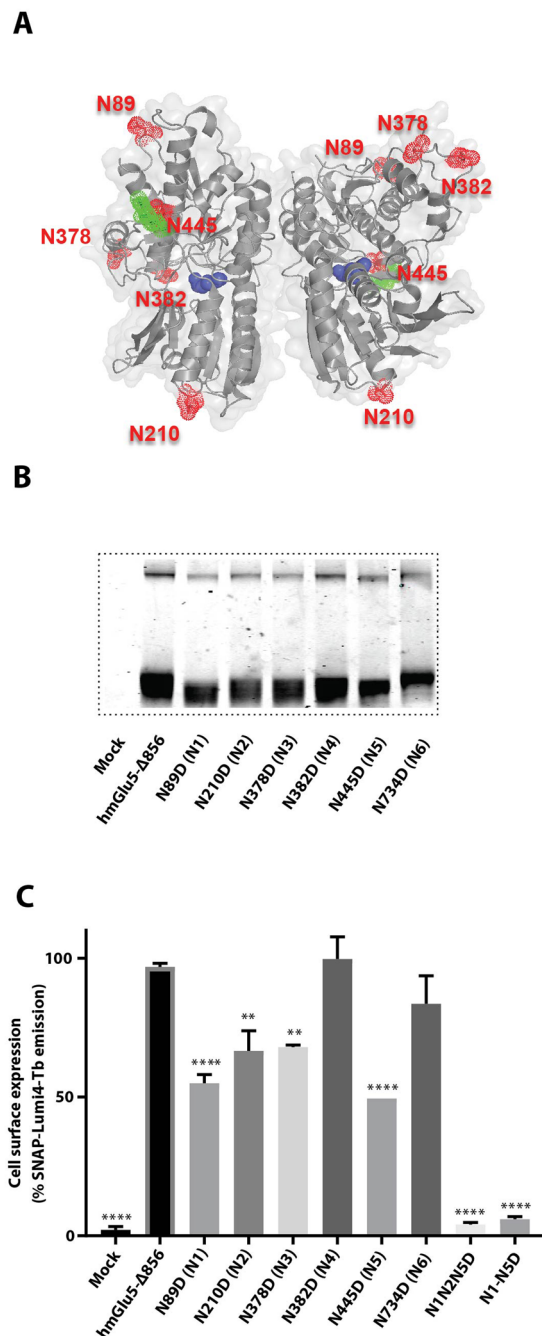 A
N89
N378
N89
N382
N445
N378
N445
N382
N210
N210
B
Mock
hmGlu5-Δ856
N89D (N1)
N210D (N2)
N378D (N3)
N382D (N4)
N445D (N5)
N734D (N6)
C
Cell surface expression
(% SNAP-Lumi4-Tb emission)
100
50
0
****
****
**
**
****
****
****
Mock
hmGlu5-Δ856
N89D (N1)
N210D (N2)
N378D (N3)
N382D (N4)
N445D (N5)
N734D (N6)
N1N2N5D
N1-N5D